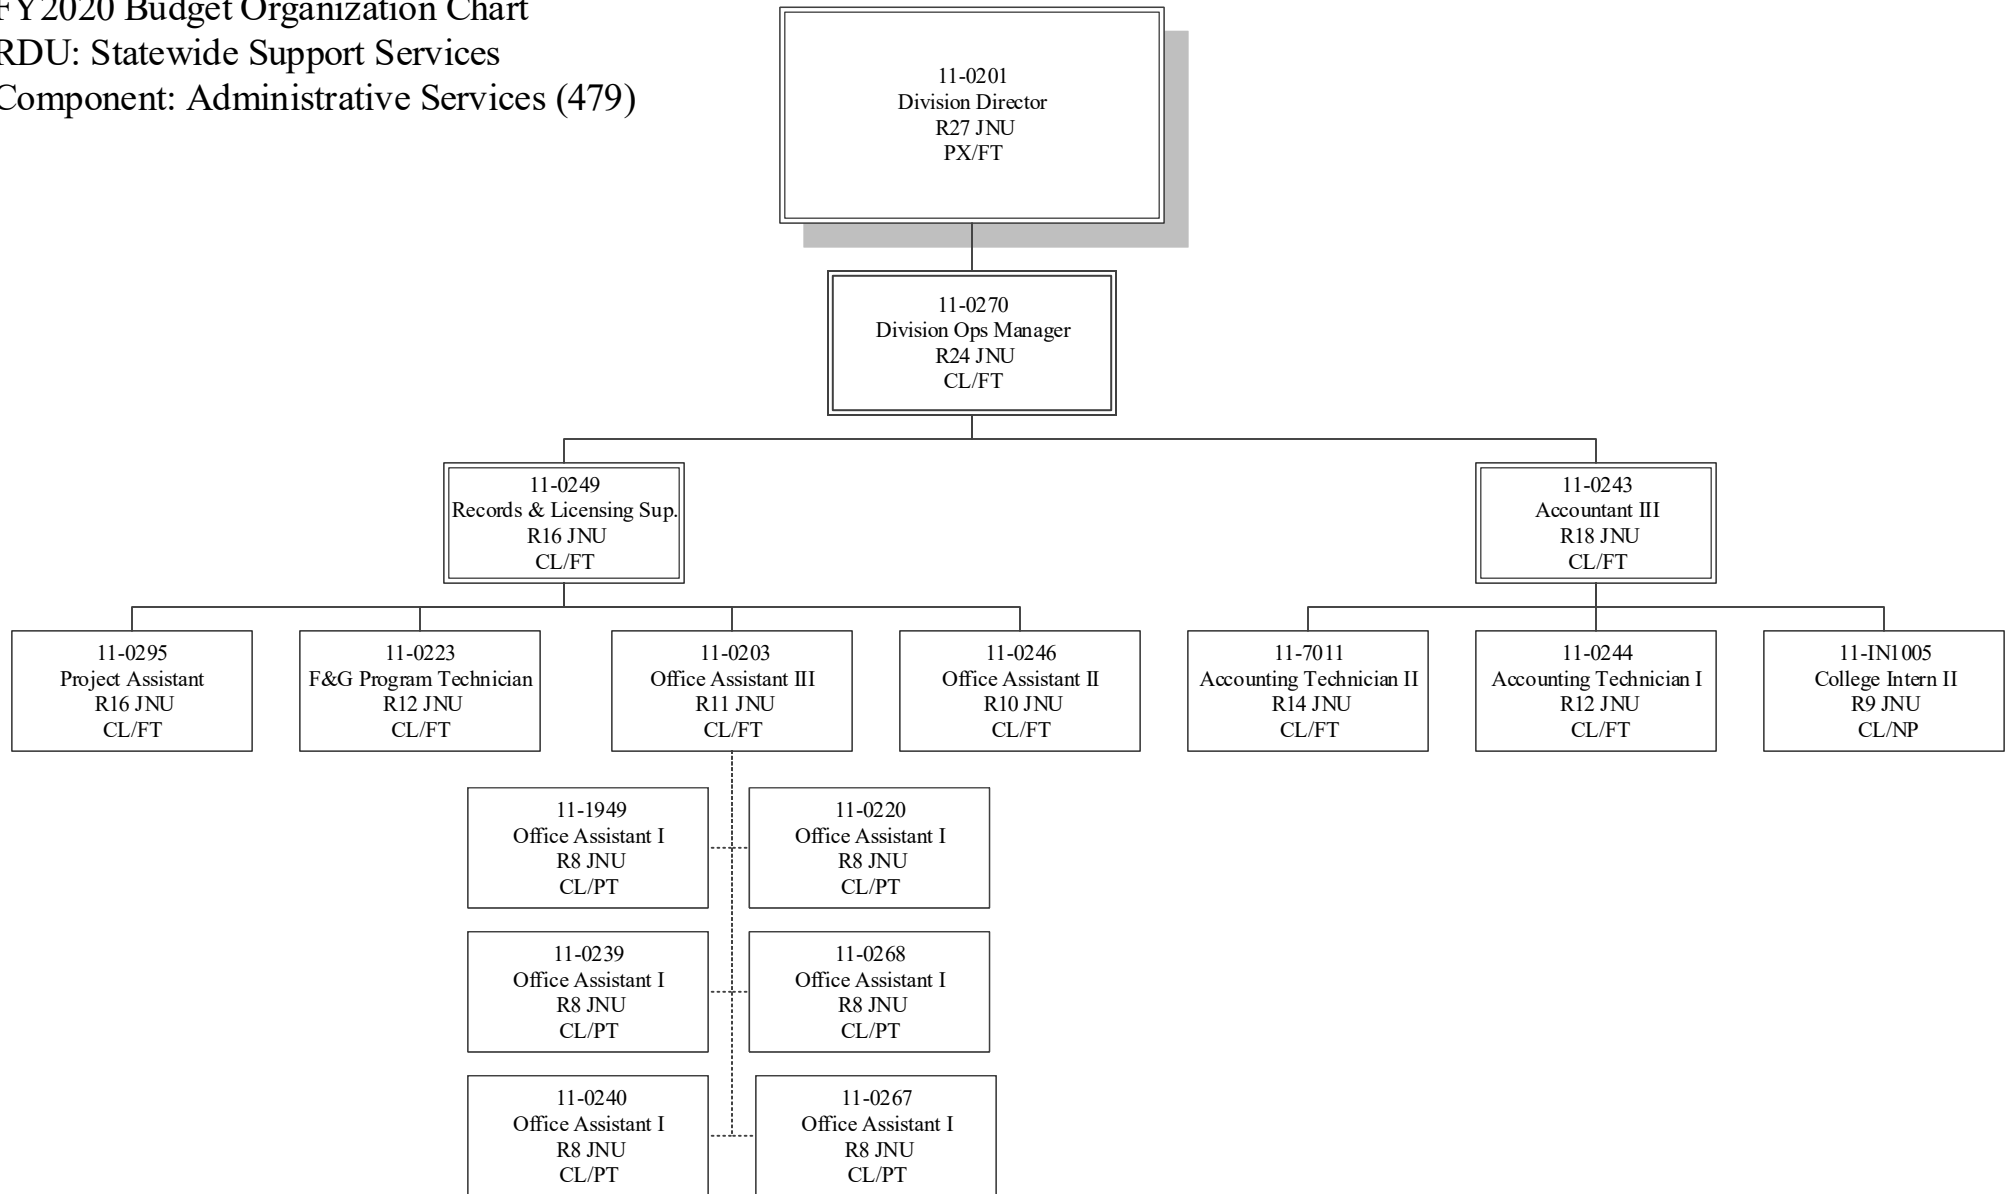 FY2020 Budget Organization Chart
RDU: Statewide Support Services
Component: Administrative Services (479)
11-0201
Division Director
R27 JNU
PX/FT
11-0270
Division Ops Manager
R24 JNU
CL/FT
11-0249
Records & Licensing Sup.
R16 JNU
CL/FT
11-0243
Accountant III
R18 JNU
CL/FT
11-0295
Project Assistant
R16 JNU
CL/FT
11-0223
F&G Program Technician
R12 JNU
CL/FT
11-0203
Office Assistant III
R11 JNU
CL/FT
11-0246
Office Assistant II
R10 JNU
CL/FT
11-7011
Accounting Technician II
R14 JNU
CL/FT
11-0244
Accounting Technician I
R12 JNU
CL/FT
11-IN1005
College Intern II
R9 JNU
CL/NP
11-1949
Office Assistant I
R8 JNU
CL/PT
11-0220
Office Assistant I
R8 JNU
CL/PT
11-0239
Office Assistant I
R8 JNU
CL/PT
11-0268
Office Assistant I
R8 JNU
CL/PT
11-0240
Office Assistant I
R8 JNU
CL/PT
11-0267
Office Assistant I
R8 JNU
CL/PT